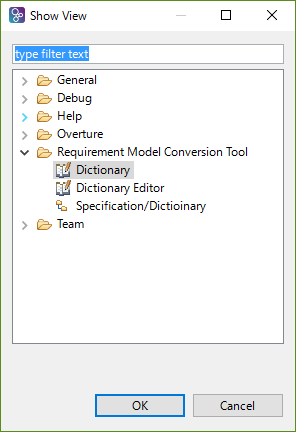 Show View
type filter text
General
Debug
Help
Overture
Requirement Model Conversion Tool
Dictionary
Dictionary Editor
Specification/Dictioinary
Team
OK
Cancel